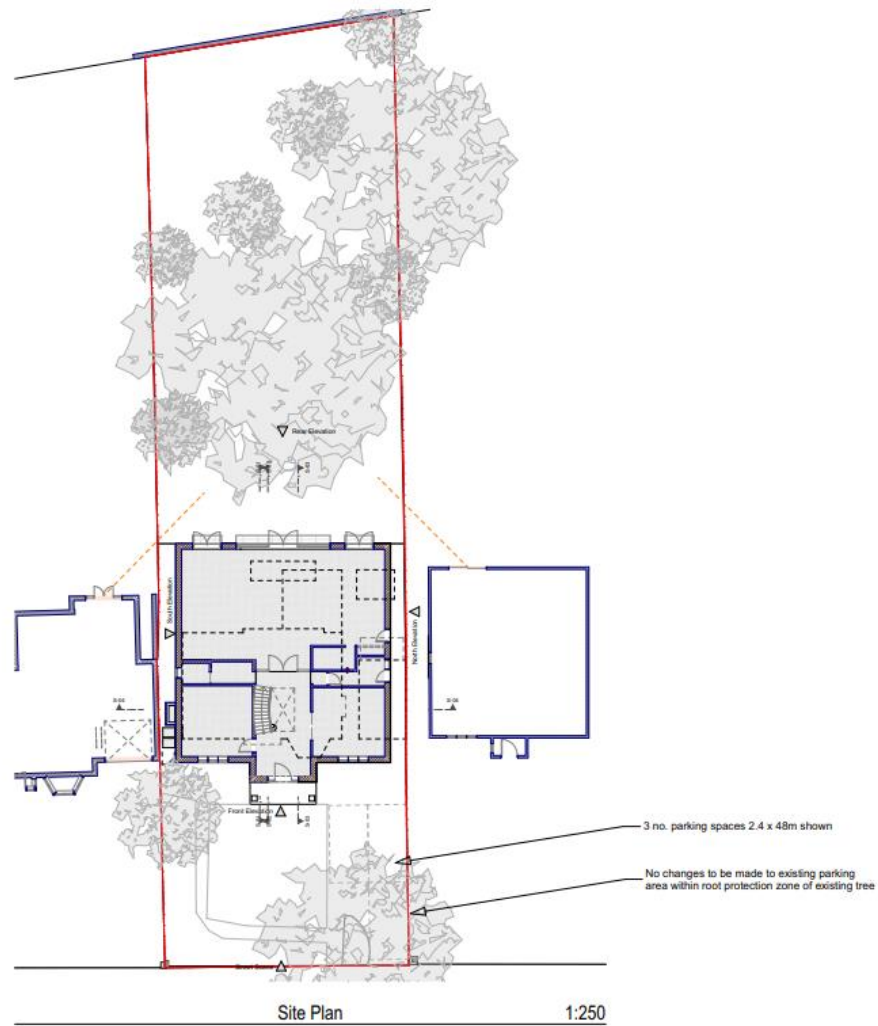 Rear Elevation
South Elevation
North Elevation
Front Elevation
3 no. parking spaces 2.4 x 48m shown
No changes to be made to existing parking
area within root protection zone of existing tree
Site Plan
1:250